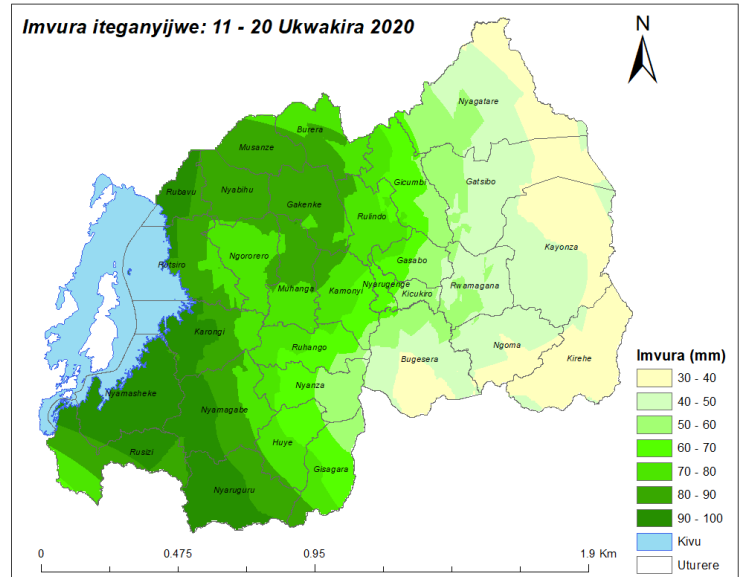 Imvura iteganyijwe: 11 - 20 Ukwakira 2020
N
Nyagatare
Burera
Musanze
Gicumbi
Gatsibo
Rubavu
Nyabihu
Gakenke
Rulindo
Kayonza
Rutsiro
Ngororero
Gasabo
Muhanga
Kamonyi
Nyarugenge
Kicukiro
Rwamagana
Karongi
Ruhango
Ngoma
Bugesera
Kirehe
Nyamasheke
Nyanza
Nyamagabe
Huye
Rusizi
Gisagara
Nyaruguru
Imvura (mm)
30 - 40
40 - 50
50 - 60
60 - 70
70 - 80
80 - 90
90 - 100
Kivu
Uturere
0 0.475 0.95 1.9 Km